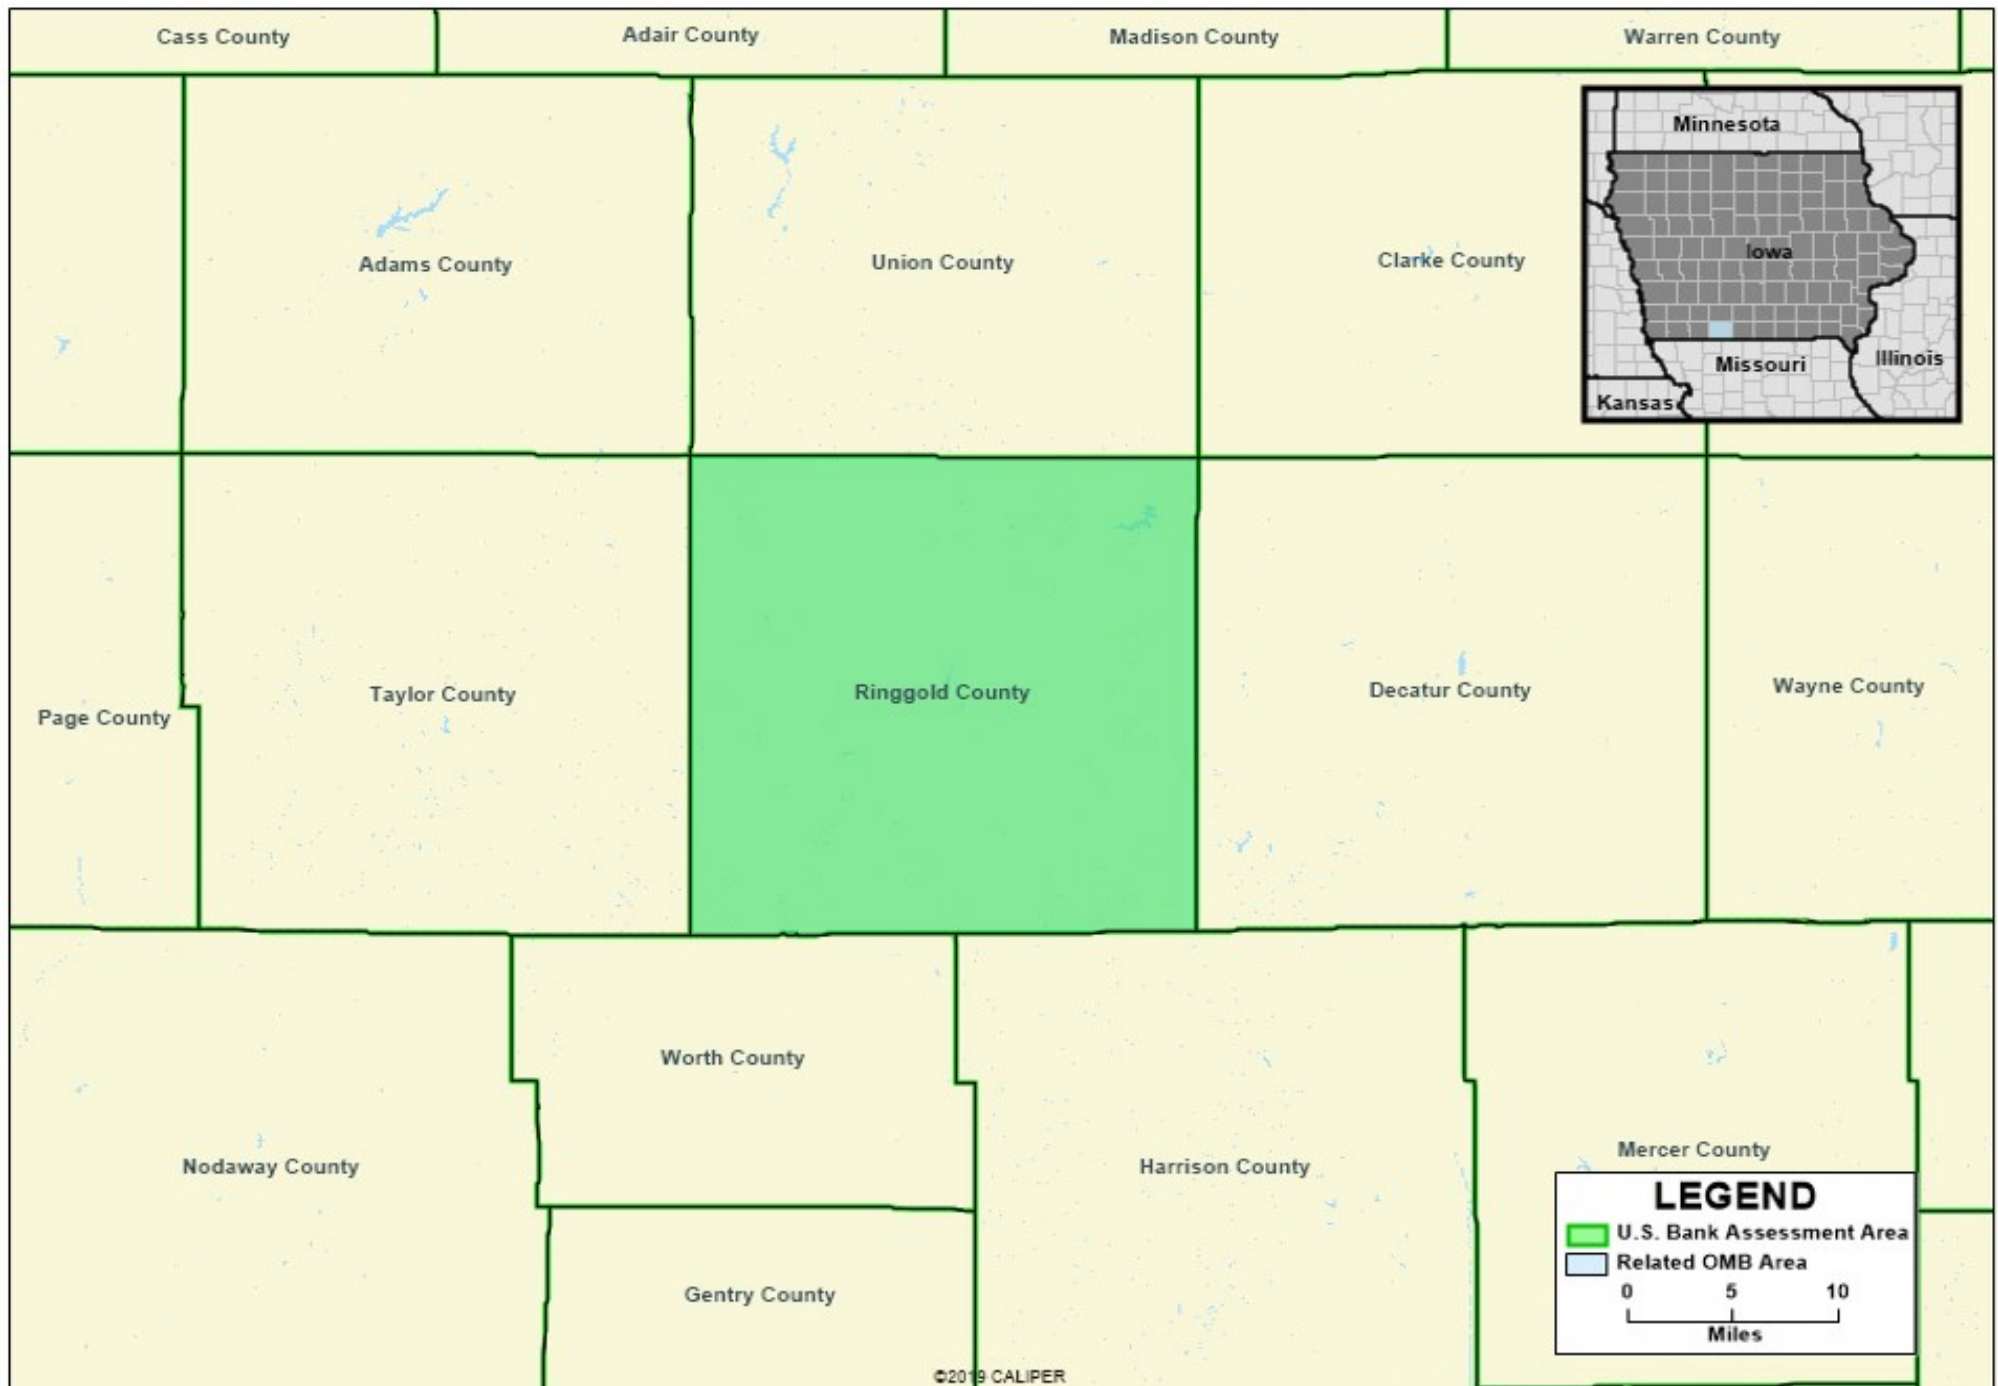 Cass County
Adair County
Madison County
Warren County
Minnesota
Iowa
Missouri
Illinois
Kansas
Adams County
Union County
Clarke County
Page County
Taylor County
Ringgold County
Decatur County
Wayne County
Worth County
Nodaway County
Harrison County
Mercer County
Gentry County
LEGEND
U.S. Bank Assessment Area
Related OMB Area
0 5 10
Miles
©2019 CALIPER